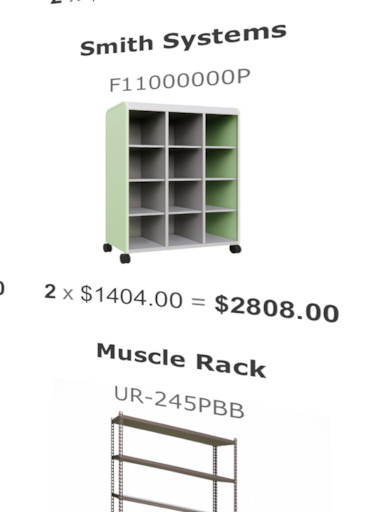 Smith Systems
F11000000P
2 x $1404.00 = $2808.00
Muscle Rack
UR-245PBB